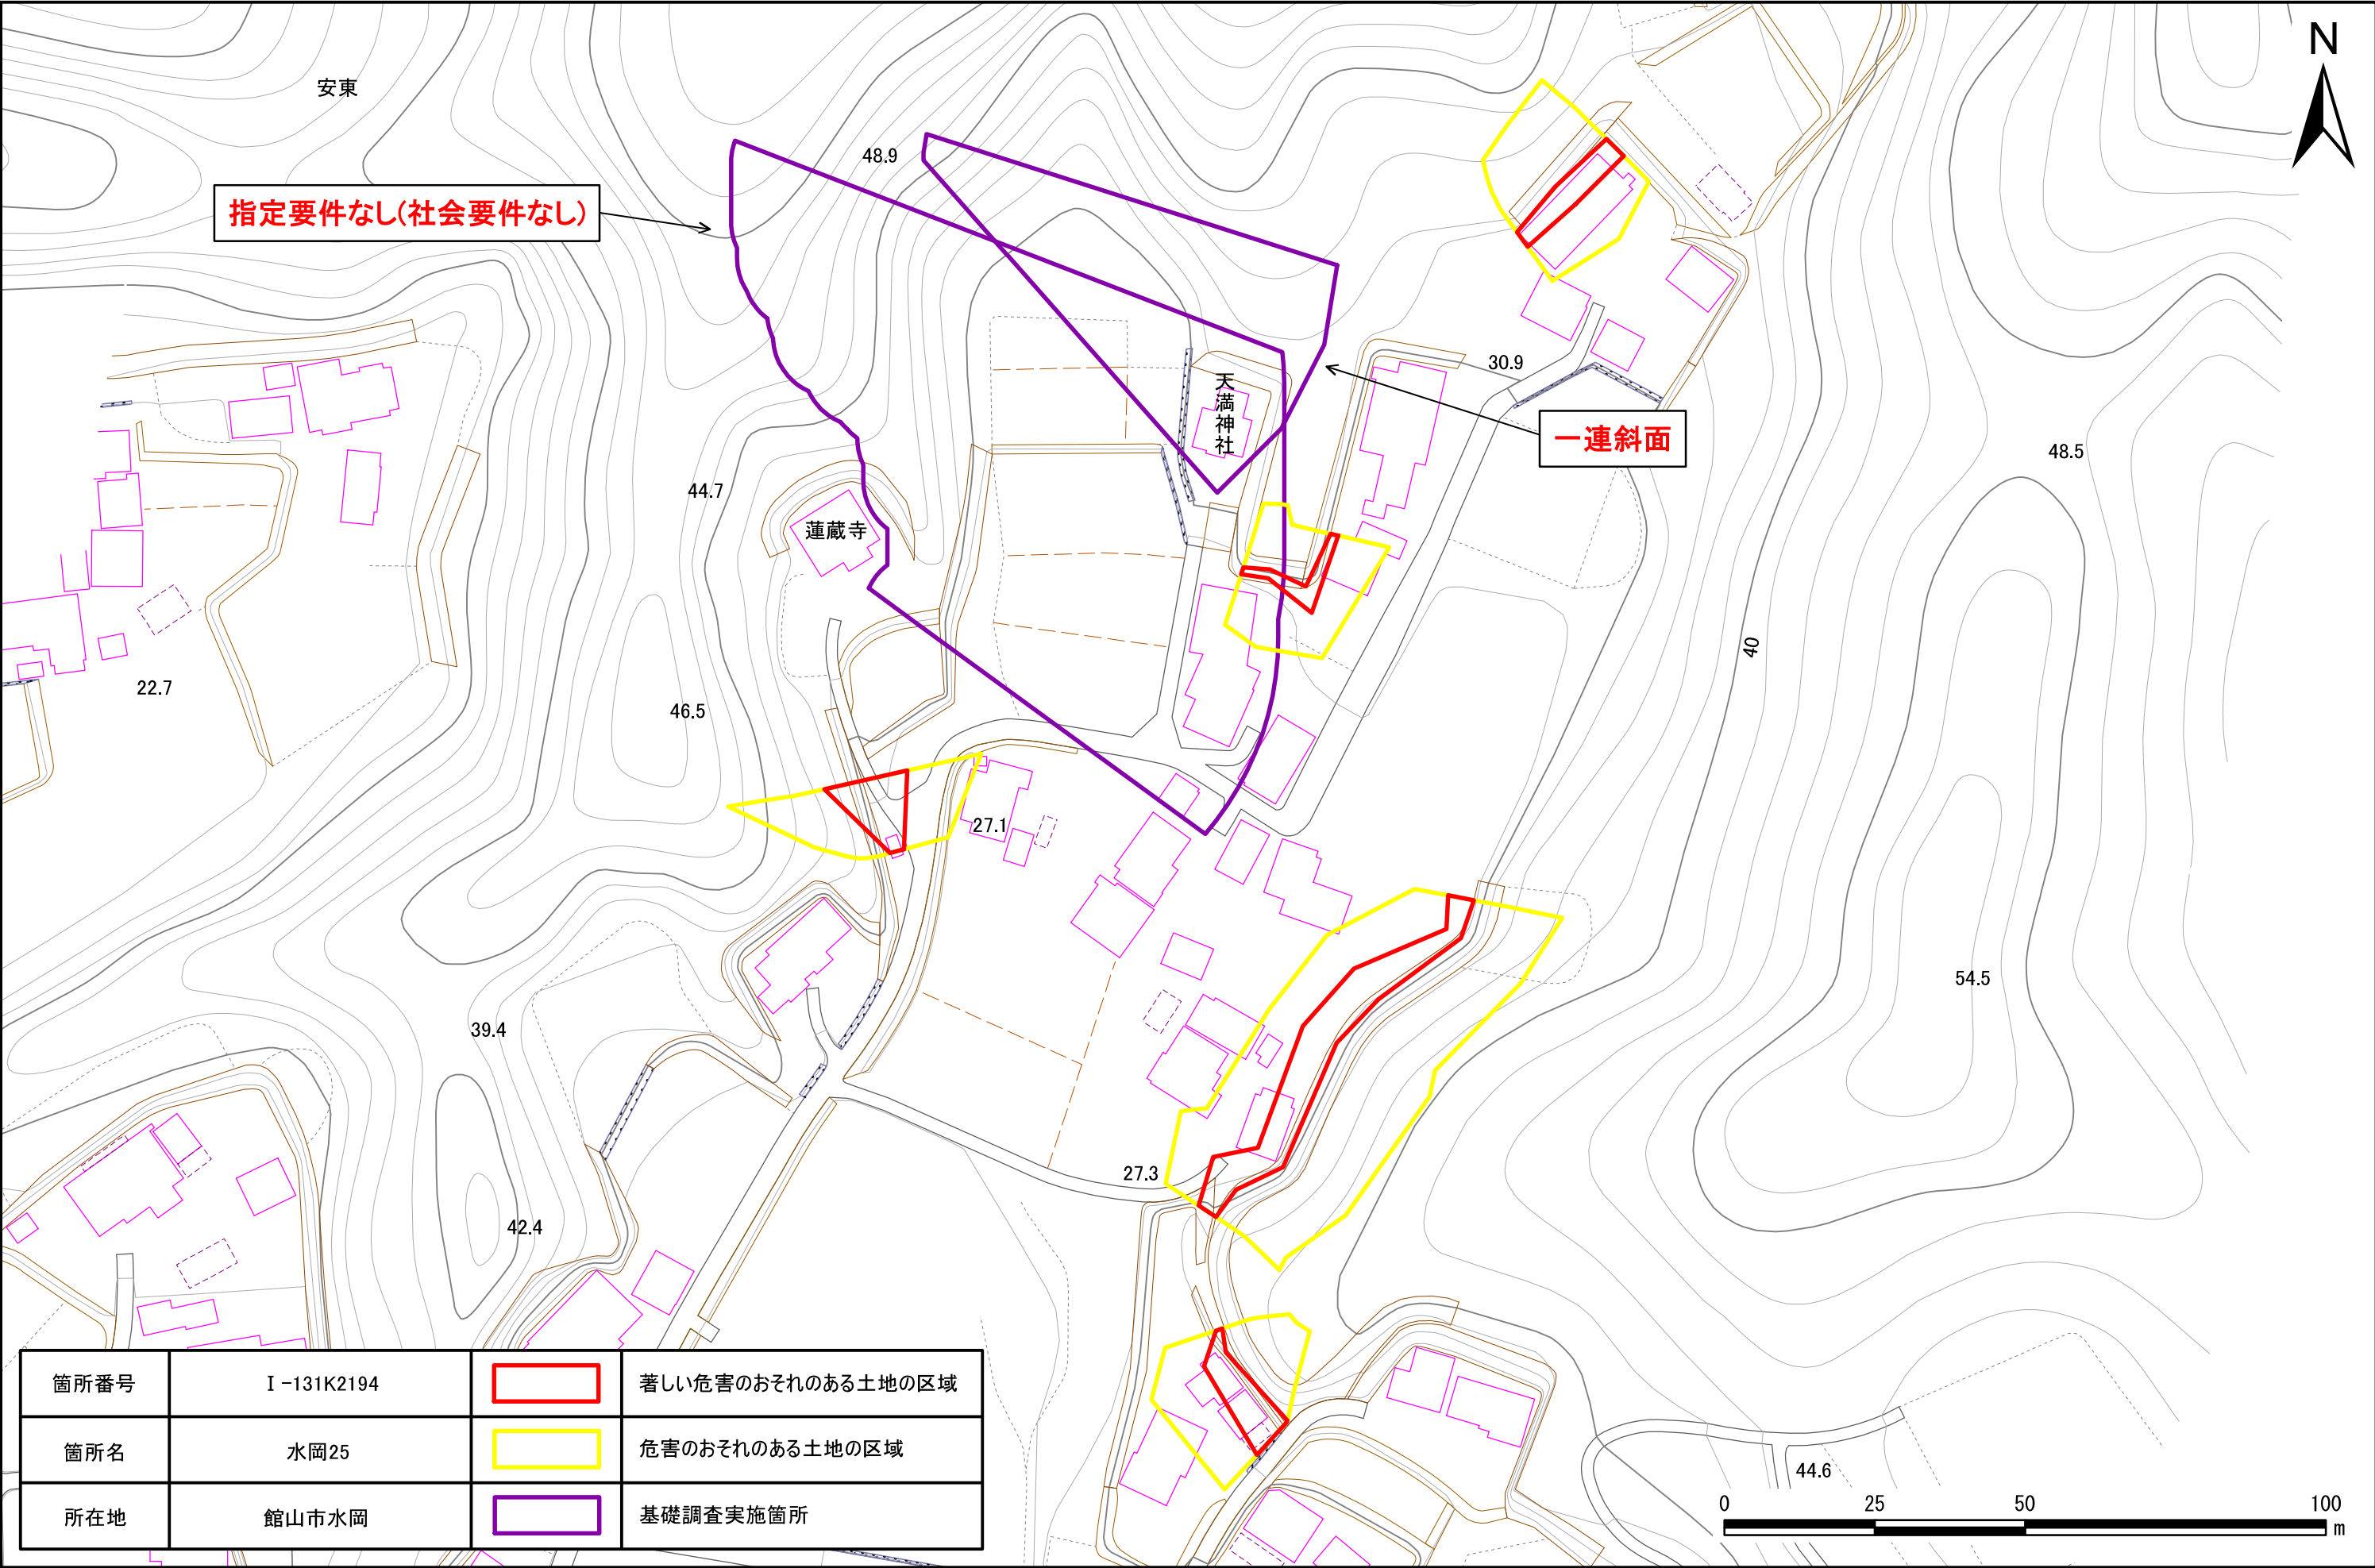 N
安東
48.9
指定要件なし(社会要件なし)
30.9
天満神社
一連斜面
48.5
44.7
蓮蔵寺
40
22.7
46.5
27.1
54.5
39.4
27.3
42.4
44.6
箇所番号 Ⅰ-131K2194 著しい危害のおそれのある土地の区域
箇所名 水岡25 危害のおそれのある土地の区域
所在地 館山市水岡 基礎調査実施箇所
0 25 50 100
m